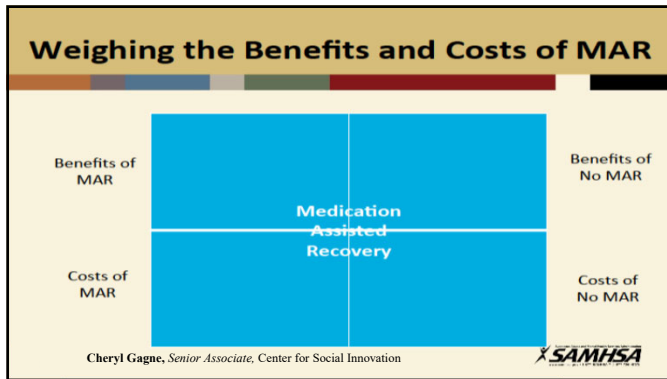 Weighing the Benefits and Costs of MAR
Benefits of
MAR
Benefits of
No MAR
Medication
Assisted
Recovery
Costs of
MAR
Costs of
No MAR
Cheryl Gagne, Senior Associate, Center for Social Innovation
SAMHSA